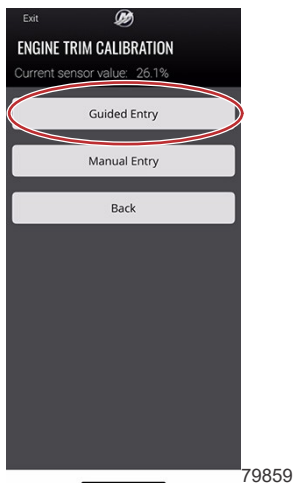 Exit
ENGINE TRIM CALIBRATION
Current sensor value: 26.1%
Guided Entry
Manual Entry
Back
79859